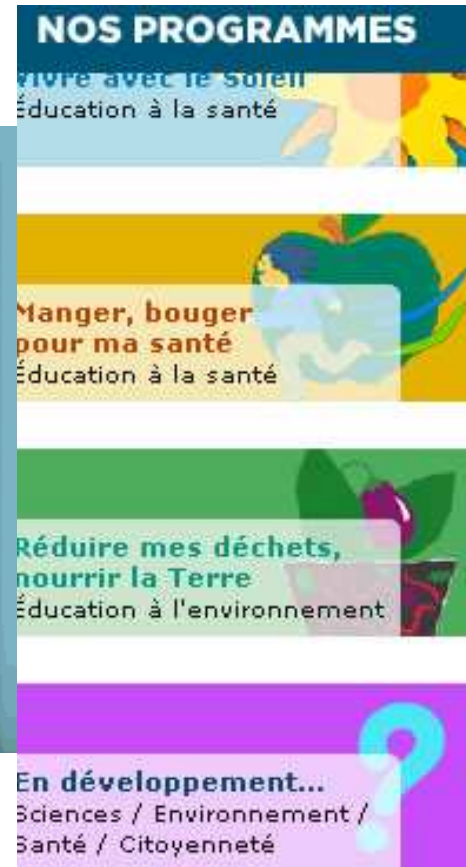 NOS PROGRAMMES
Vivre avec le Soleil
Éducation à la santé
Manger, bouger
pour ma santé
Éducation à la santé
Réduire mes déchets,
nourrir la Terre
Éducation à l'environnement
?
En développement...
Sciences / Environnement /
Santé / Citoyenneté